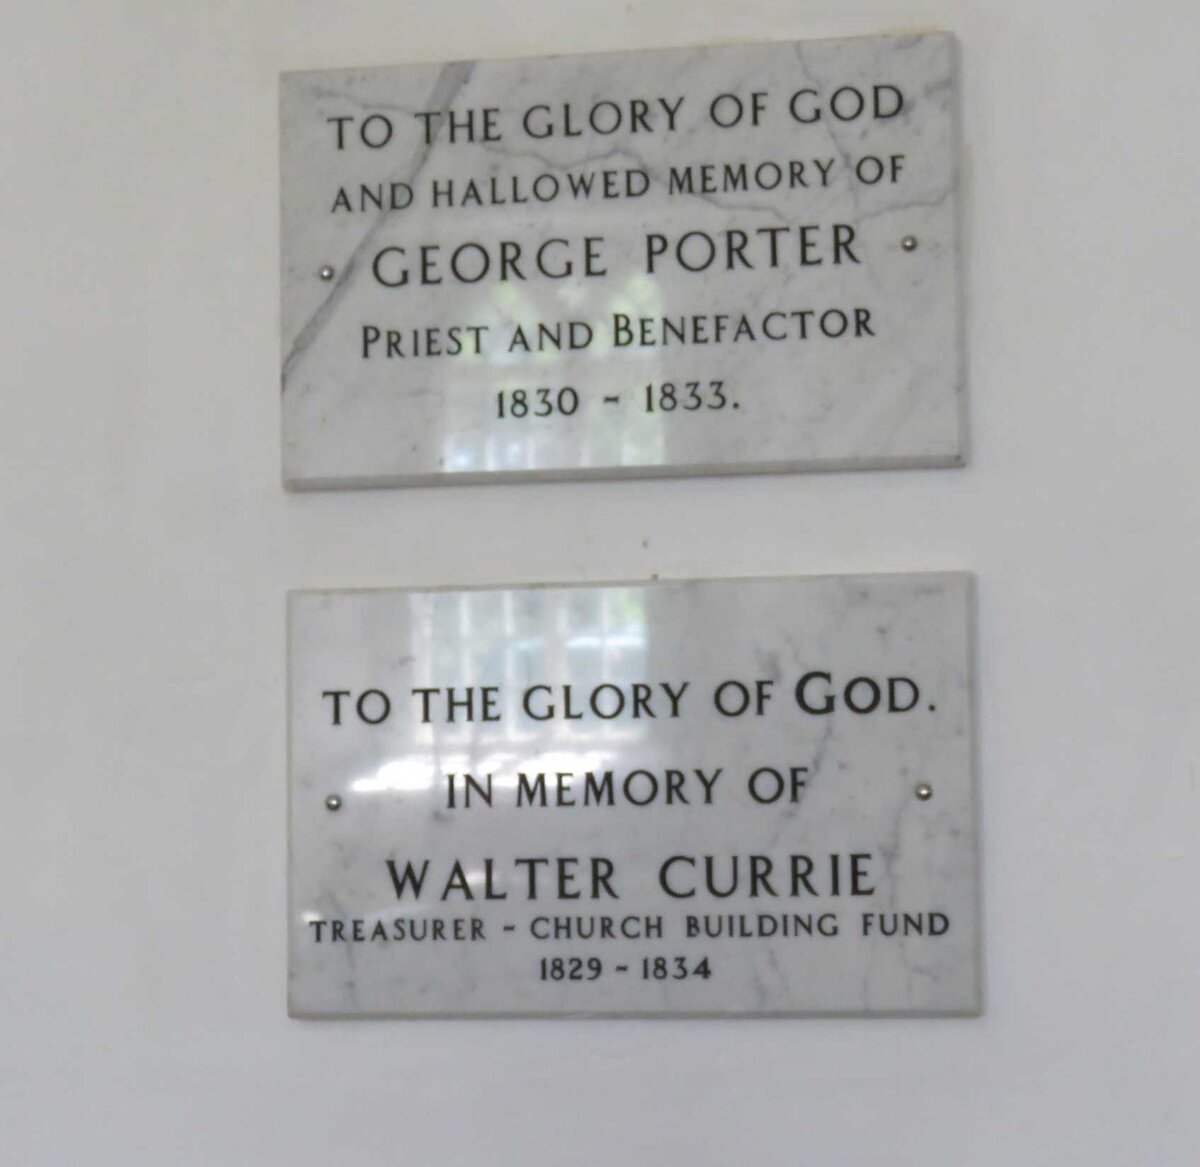 TO THE GLORY OF GOD
AND HALLOWED MEMORY OF
GEORGE PORTER
PRIEST AND BENEFACTOR
1830 - 1833.
TO THE GLORY OF GOD.
IN MEMORY OF
WALTER CURRIE
TREASURER - CHURCH BUILDING FUND
1829 - 1834